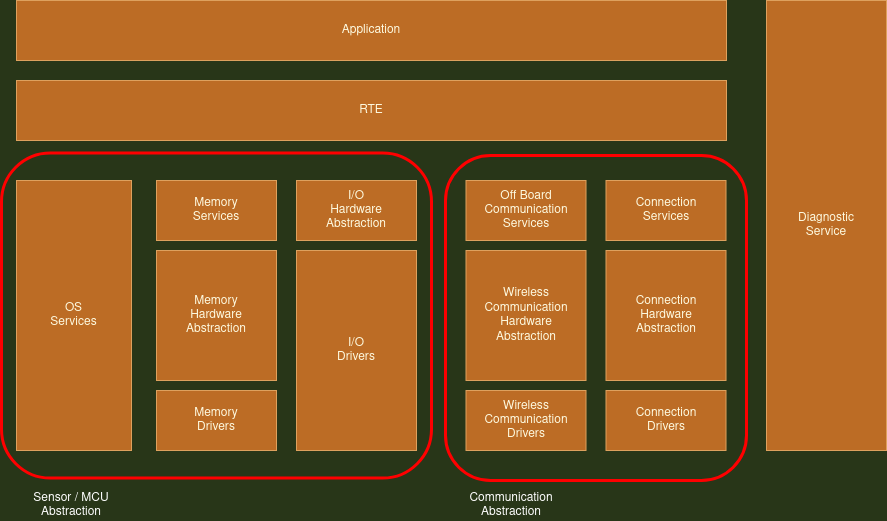 Application
RTE
OS
Services
Memory
Services
I/O
Hardware
Abstraction
Memory
Hardware
Abstraction
I/O
Drivers
Memory
Drivers
Off Board
Communication
Services
Connection
Services
Wireless
Communication
Hardware
Abstraction
Connection
Hardware
Abstraction
Wireless
Communication
Drivers
Connection
Drivers
Diagnostic
Service
Sensor / MCU
Abstraction
Communication
Abstraction